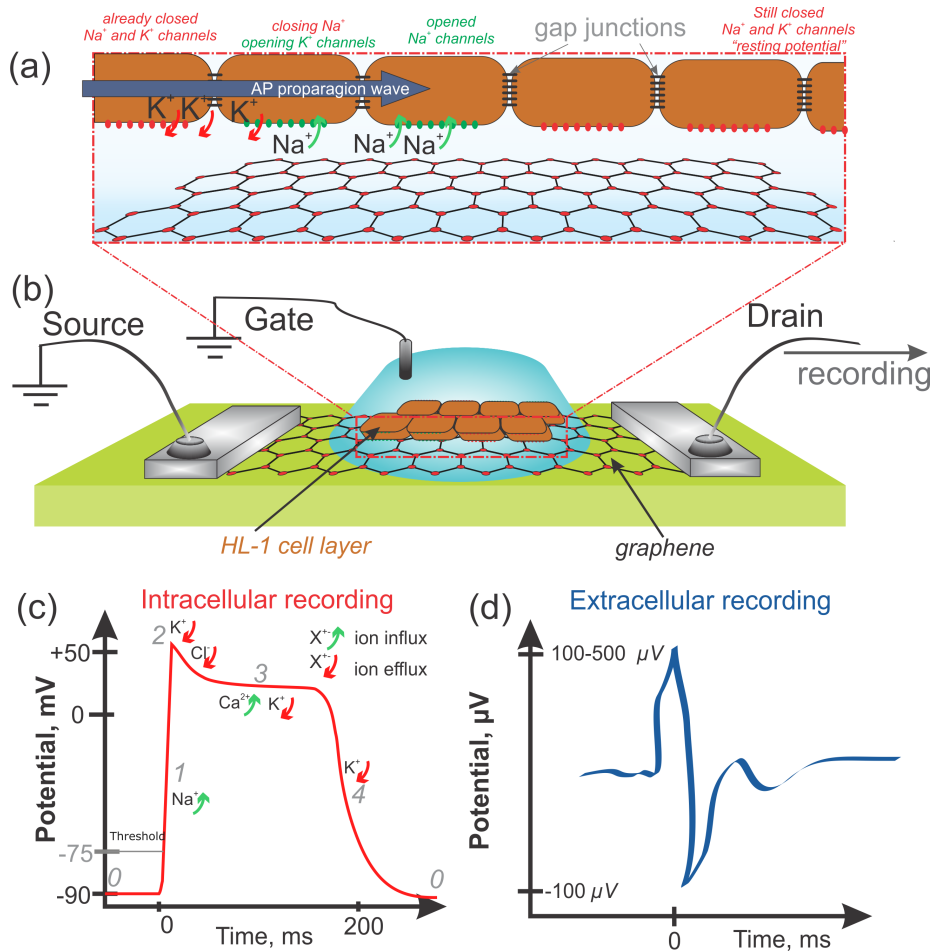 already closed
Na⁺ and K⁺ channels
closing Na⁺
opening K⁺ channels
opened
Na⁺ channels
gap junctions
Still closed
Na⁺ and K⁺ channels
“resting potential”
(a)
AP proparagion wave
K⁺ K⁺ K⁺
Na⁺ Na⁺ Na⁺
(b)
Source
Gate
Drain
recording
HL-1 cell layer
graphene
(c)
Intracellular recording
Potential, mV
+50
0
-75
-90
Threshold
0
1
2
3
4
0
K⁺
Cl⁻
Ca²⁺
K⁺
K⁺
Na⁺
X⁺⁻ ion influx
X⁺⁻ ion efflux
0
200
Time, ms
(d)
Extracellular recording
Potential, µV
100-500 µV
-100 µV
0
Time, ms